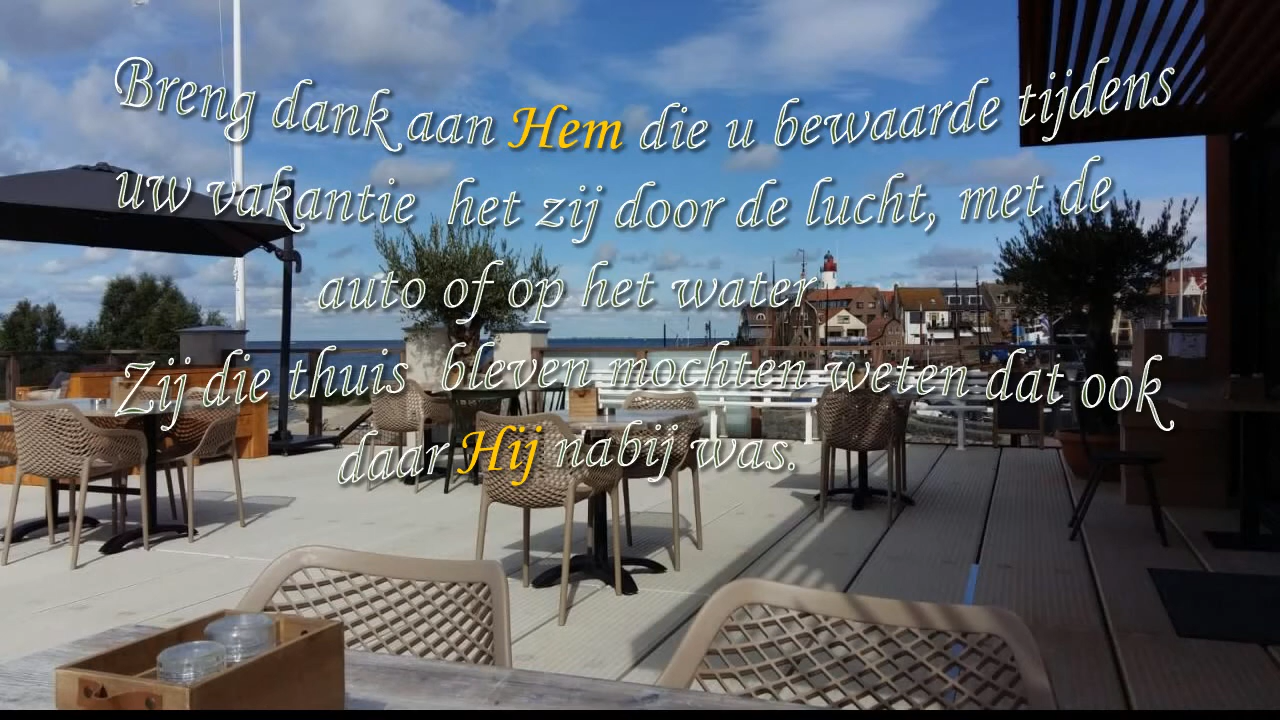 Breng dank aan Hem die u bewaarde tijdens
uw vakantie het zij door de lucht, met de
auto of op het water
Zij die thuis bleven mochten weten dat ook
daar Hij nabij was.